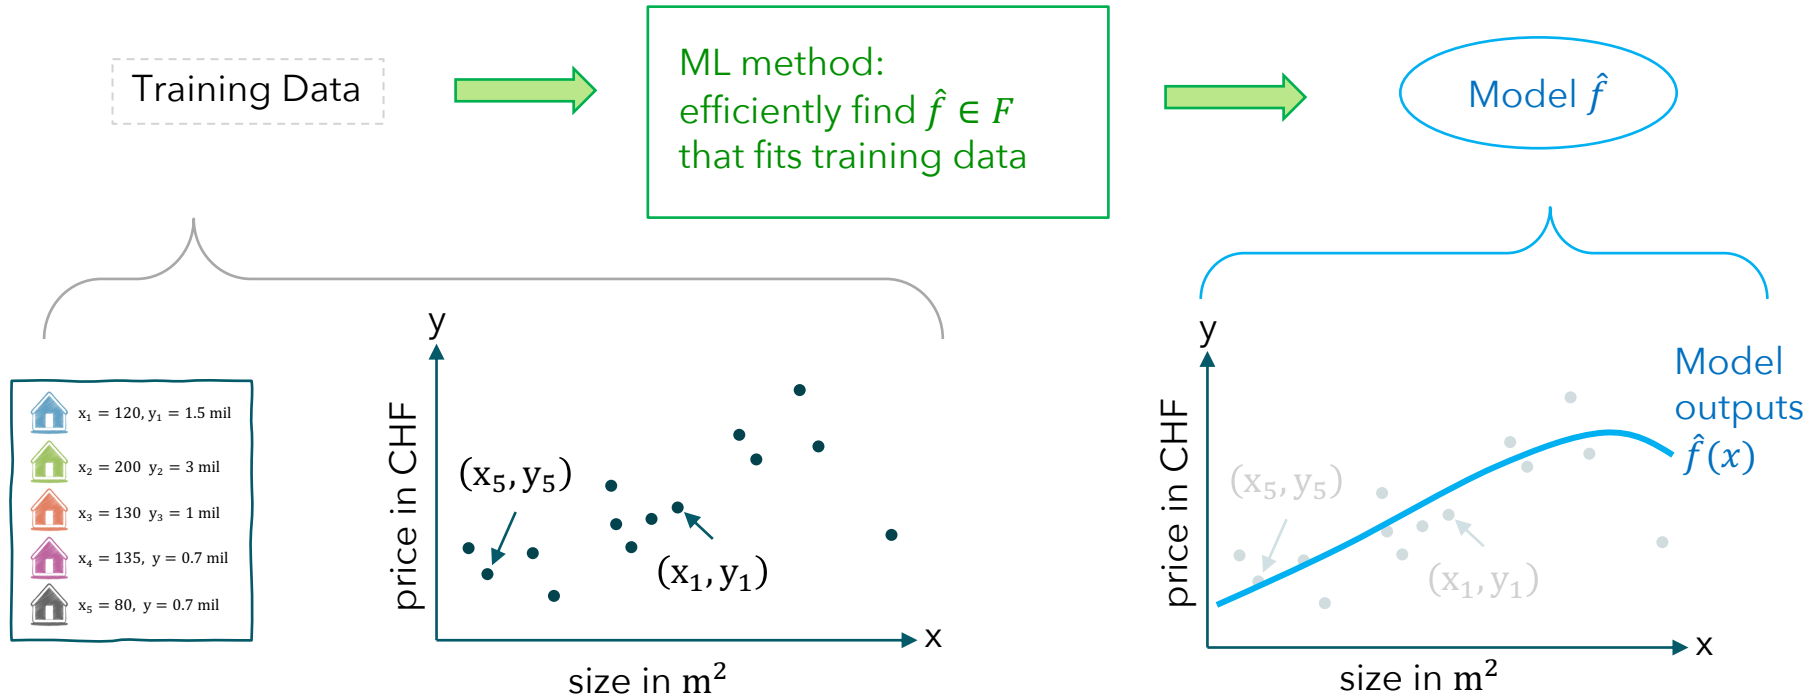 Training Data
ML method:
efficiently find f̂ ∈ F
that fits training data
Model f̂
x₁ = 120, y₁ = 1.5 mil
x₂ = 200 y₂ = 3 mil
x₃ = 130 y₃ = 1 mil
x₄ = 135, y = 0.7 mil
x₅ = 80, y = 0.7 mil
y
price in CHF
(x₅, y₅)
(x₁, y₁)
x
size in m²
y
price in CHF
(x₅, y₅)
(x₁, y₁)
x
size in m²
Model
outputs
f̂(x)